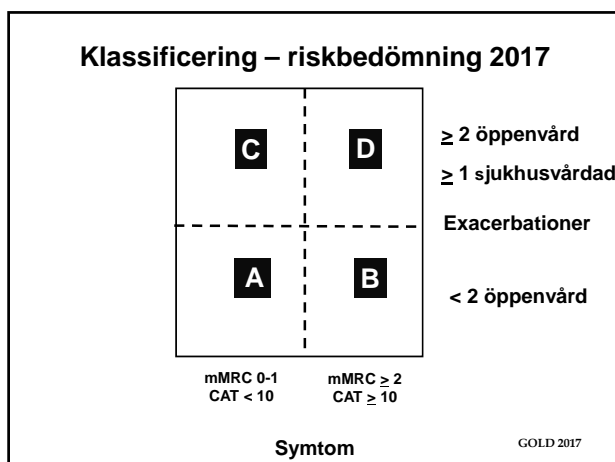 Klassificering – riskbedömning 2017
C
D
≥ 2 öppenvård
≥ 1 sjukhusvårdad
Exacerbationer
A
B
< 2 öppenvård
mMRC 0-1
CAT < 10
mMRC ≥ 2
CAT ≥ 10
Symtom
GOLD 2017